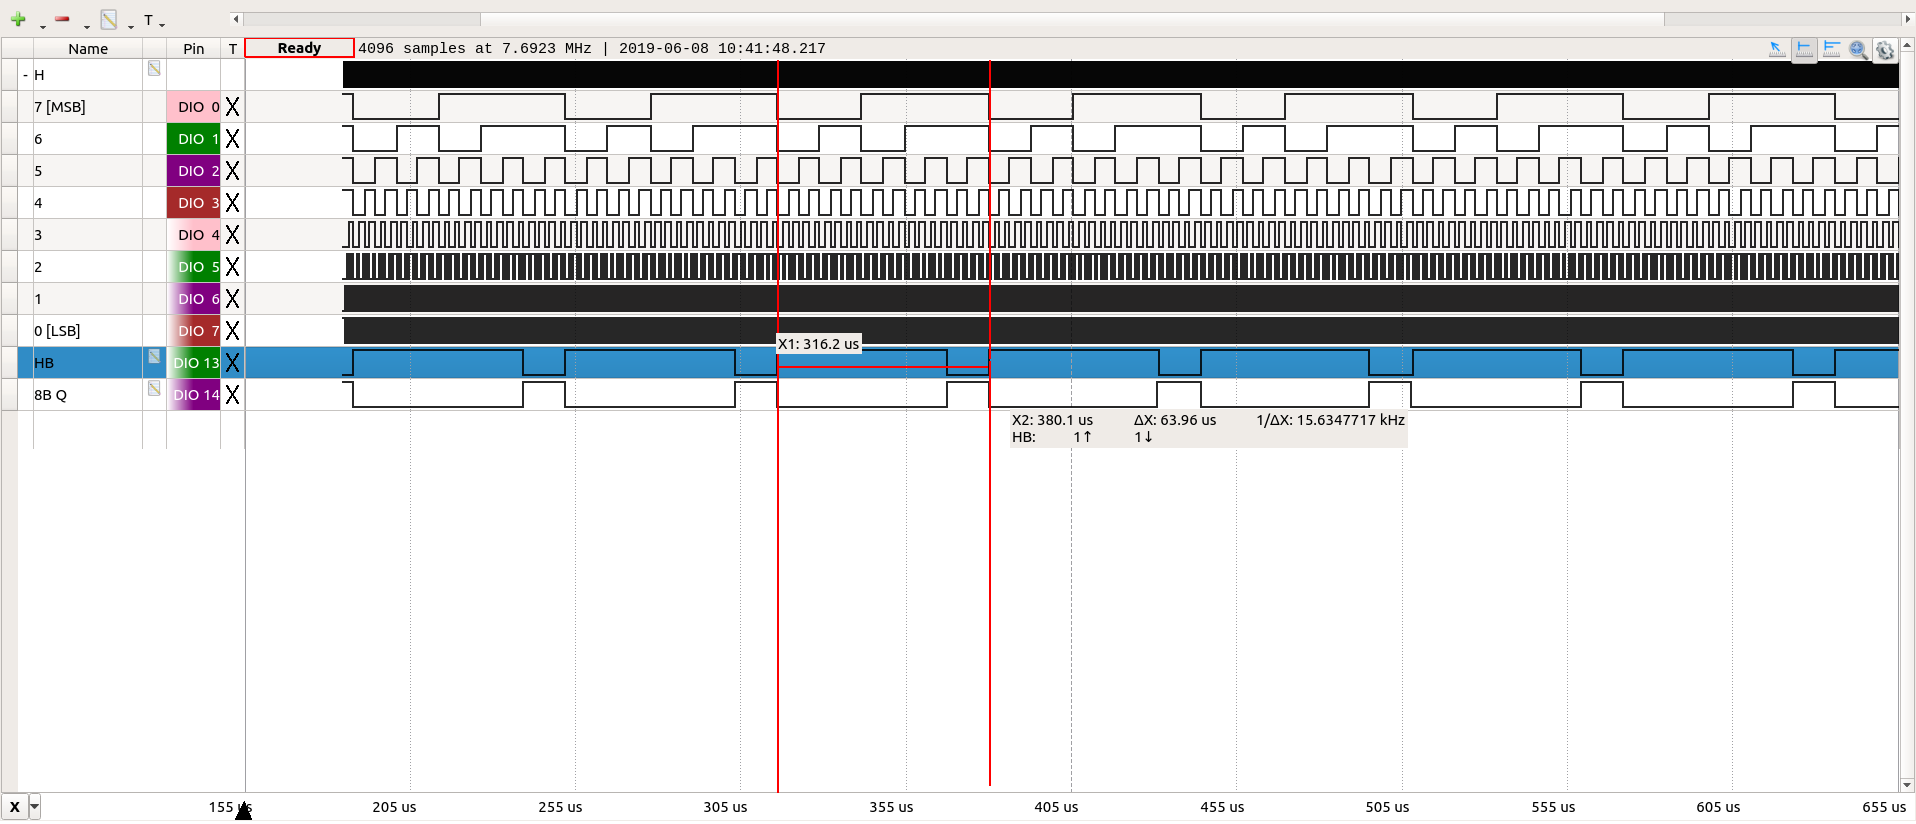 T
Name Pin T Ready 4096 samples at 7.6923 MHz | 2019-06-08 10:41:48.217
- H
7 [MSB] DIO 0 X
6 DIO 1 X
5 DIO 2 X
4 DIO 3 X
3 DIO 4 X
2 DIO 5 X
1 DIO 6 X
0 [LSB] DIO 7 X
X1: 316.2 us
HB DIO 13 X
8B Q DIO 14 X
X2: 380.1 us ΔX: 63.96 us 1/ΔX: 15.6347717 kHz
HB: 1↑ 1↓
X 155 us 205 us 255 us 305 us 355 us 405 us 455 us 505 us 555 us 605 us 655 us